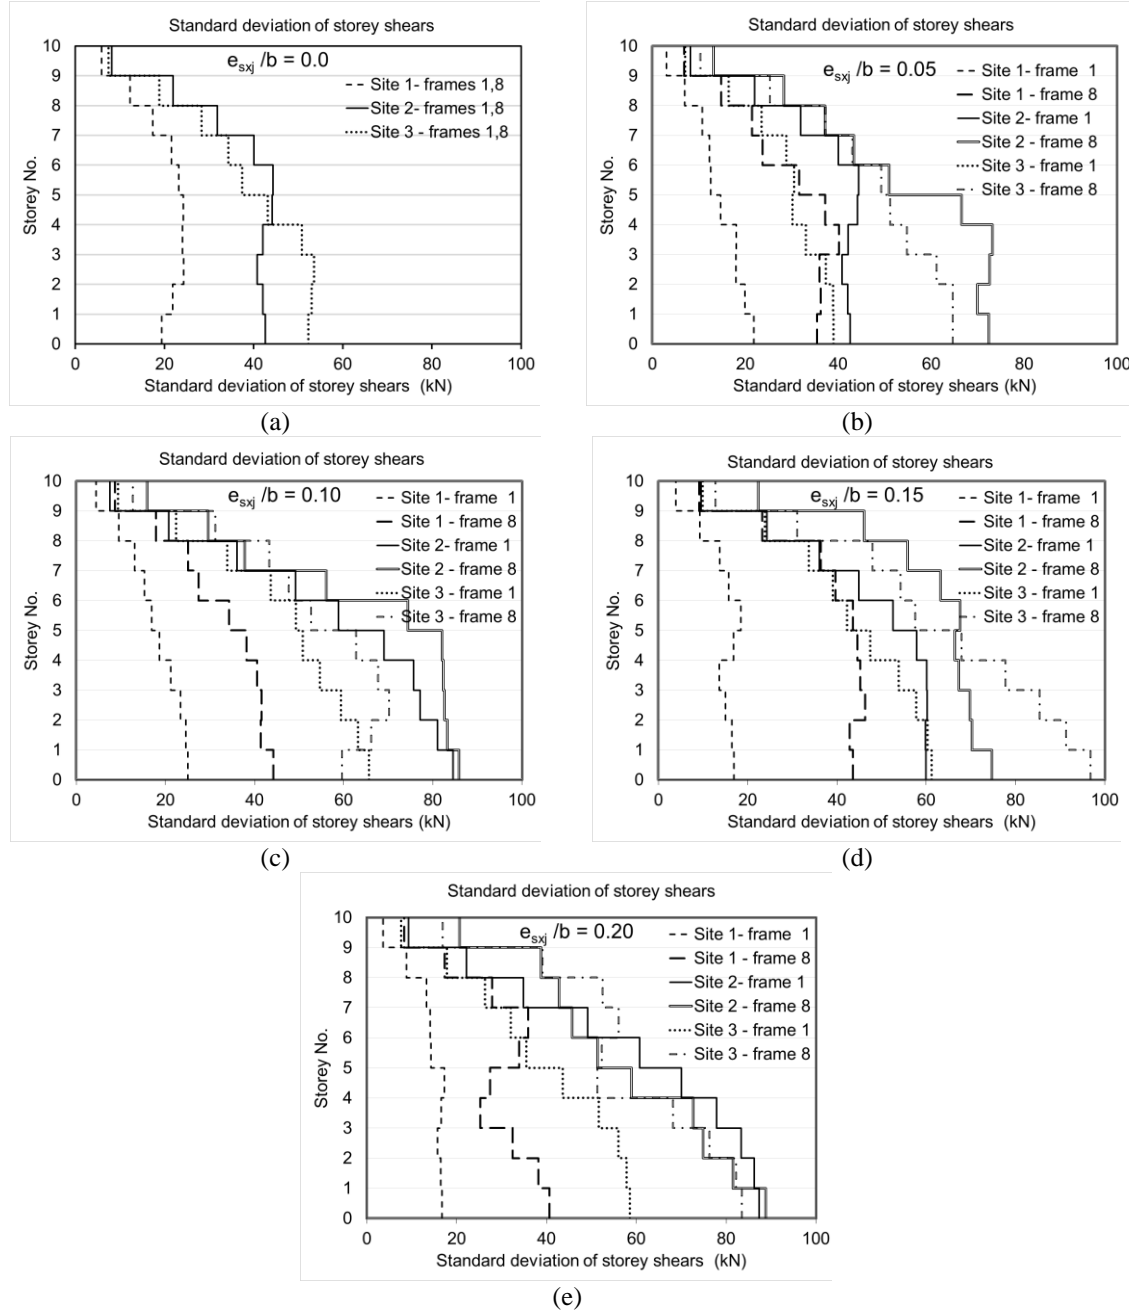 Standard deviation of storey shears
e_sxj /b = 0.0
Site 1- frames 1,8
Site 2- frames 1,8
Site 3 - frames 1,8
Storey No.
10
9
8
7
6
5
4
3
2
1
0
0 20 40 60 80 100
Standard deviation of storey shears (kN)
(a)
Standard deviation of storey shears
e_sxj /b = 0.05
Site 1- frame 1
Site 1 - frame 8
Site 2- frame 1
Site 2 - frame 8
Site 3 - frame 1
Site 3 - frame 8
Storey No.
10
9
8
7
6
5
4
3
2
1
0
0 20 40 60 80 100
Standard deviation of storey shears (kN)
(b)
Standard deviation of storey shears
e_sxj /b = 0.10
Site 1- frame 1
Site 1 - frame 8
Site 2- frame 1
Site 2 - frame 8
Site 3 - frame 1
Site 3 - frame 8
Storey No.
10
9
8
7
6
5
4
3
2
1
0
0 20 40 60 80 100
Standard deviation of storey shears (kN)
(c)
Standard deviation of storey shears
e_sxj /b = 0.15
Site 1- frame 1
Site 1 - frame 8
Site 2- frame 1
Site 2 - frame 8
Site 3 - frame 1
Site 3 - frame 8
Storey No.
10
9
8
7
6
5
4
3
2
1
0
0 20 40 60 80 100
Standard deviation of storey shears (kN)
(d)
Standard deviation of storey shears
e_sxj /b = 0.20
Site 1- frame 1
Site 1 - frame 8
Site 2- frame 1
Site 2 - frame 8
Site 3 - frame 1
Site 3 - frame 8
Storey No.
10
9
8
7
6
5
4
3
2
1
0
0 20 40 60 80 100
Standard deviation of storey shears (kN)
(e)